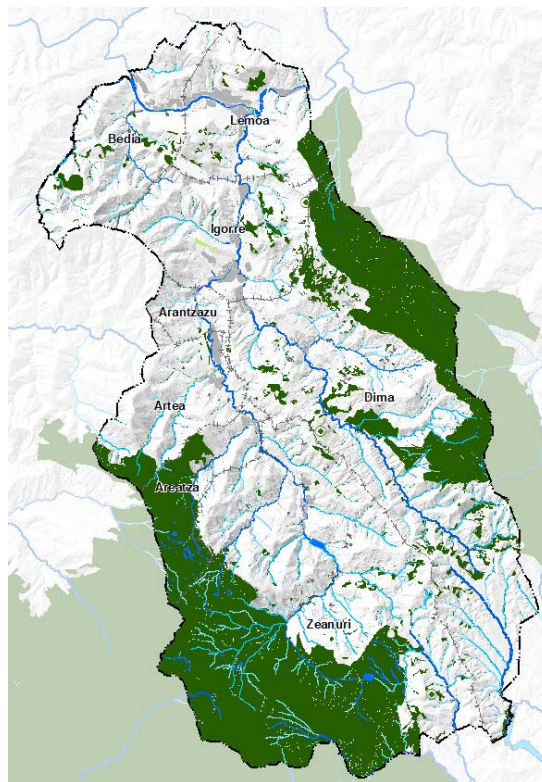 Lemoa
Bedia
Igorre
Arantzazu
Dima
Artea
Areatza
Zeanuri